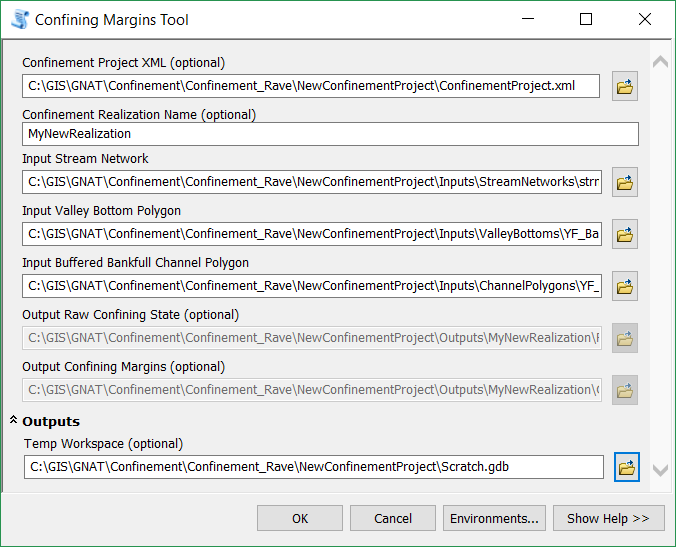 Confining Margins Tool
Confinement Project XML (optional)
C:\GIS\GNAT\Confinement\Confinement_Rave\NewConfinementProject\ConfinementProject.xml
Confinement Realization Name (optional)
MyNewRealization
Input Stream Network
C:\GIS\GNAT\Confinement\Confinement_Rave\NewConfinementProject\Inputs\StreamNetworks\strm
Input Valley Bottom Polygon
C:\GIS\GNAT\Confinement\Confinement_Rave\NewConfinementProject\Inputs\ValleyBottoms\YF_Ba
Input Buffered Bankfull Channel Polygon
C:\GIS\GNAT\Confinement\Confinement_Rave\NewConfinementProject\Inputs\ChannelPolygons\YF_
Output Raw Confining State (optional)
C:\GIS\GNAT\Confinement\Confinement_Rave\NewConfinementProject\Outputs\MyNewRealization\
Output Confining Margins (optional)
C:\GIS\GNAT\Confinement\Confinement_Rave\NewConfinementProject\Outputs\MyNewRealization\
Outputs
Temp Workspace (optional)
C:\GIS\GNAT\Confinement\Confinement_Rave\NewConfinementProject\Scratch.gdb
OK Cancel Environments... Show Help >>